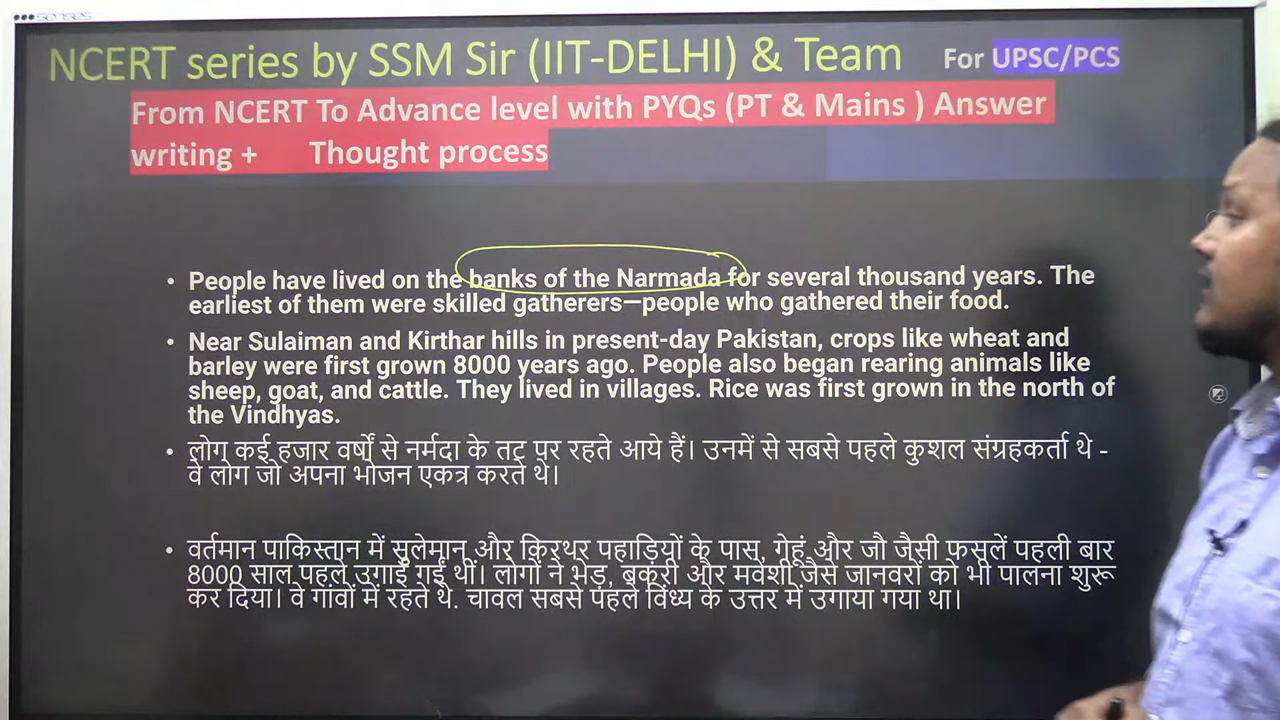 senses
NCERT series by SSM Sir (IIT-DELHI) & Team For UPSC/PCS
From NCERT To Advance level with PYQs (PT & Mains ) Answer
writing + Thought process
• People have lived on the banks of the Narmada for several thousand years. The
earliest of them were skilled gatherers—people who gathered their food.
• Near Sulaiman and Kirthar hills in present-day Pakistan, crops like wheat and
barley were first grown 8000 years ago. People also began rearing animals like
sheep, goat, and cattle. They lived in villages. Rice was first grown in the north of
the Vindhyas.
• लोग कई हजार वर्षों से नर्मदा के तट पर रहते आये हैं। उनमें से सबसे पहले कुशल संग्रहकर्ता थे -
वे लोग जो अपना भोजन एकत्र करते थे।
• वर्तमान पाकिस्तान में सुलेमान और किरथर पहाड़ियों के पास, गेहूं और जौ जैसी फसलें पहली बार
8000 साल पहले उगाई गईं थीं। लोगों ने भेड़, बकरी और मवेशी जैसे जानवरों को भी पालना शुरू
कर दिया। वे गांवों में रहते थे. चावल सबसे पहले विंध्य के उत्तर में उगाया गया था।